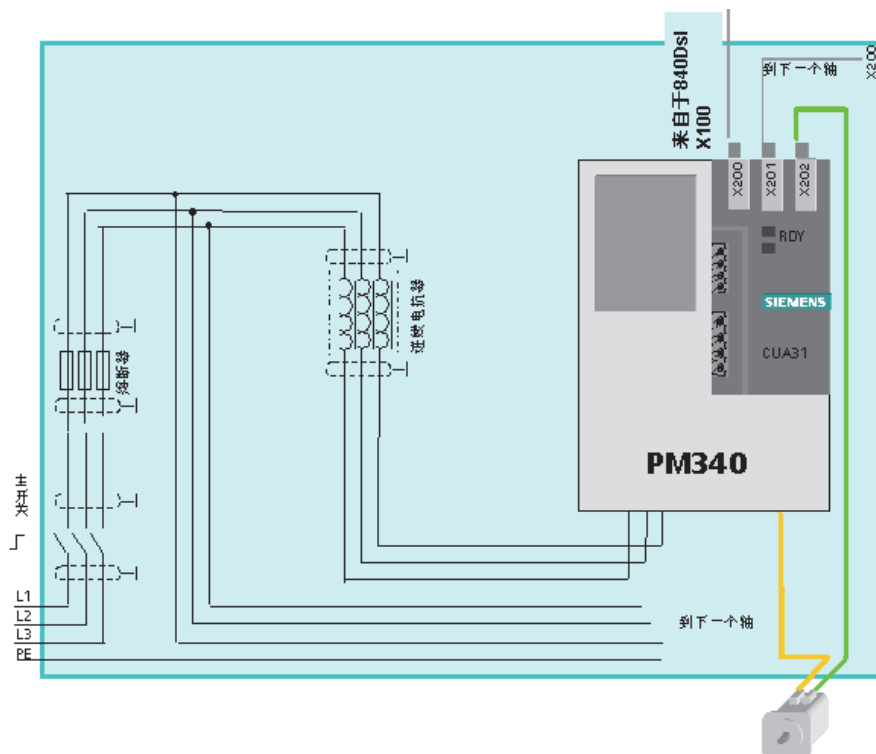 来自于840Dsl
X100
到下一个轴
X200
X200
X201
X202
RDY
SIEMENS
CUA31
PM340
进线电抗器
熔断器
主开关
L1
L2
L3
PE
到下一个轴